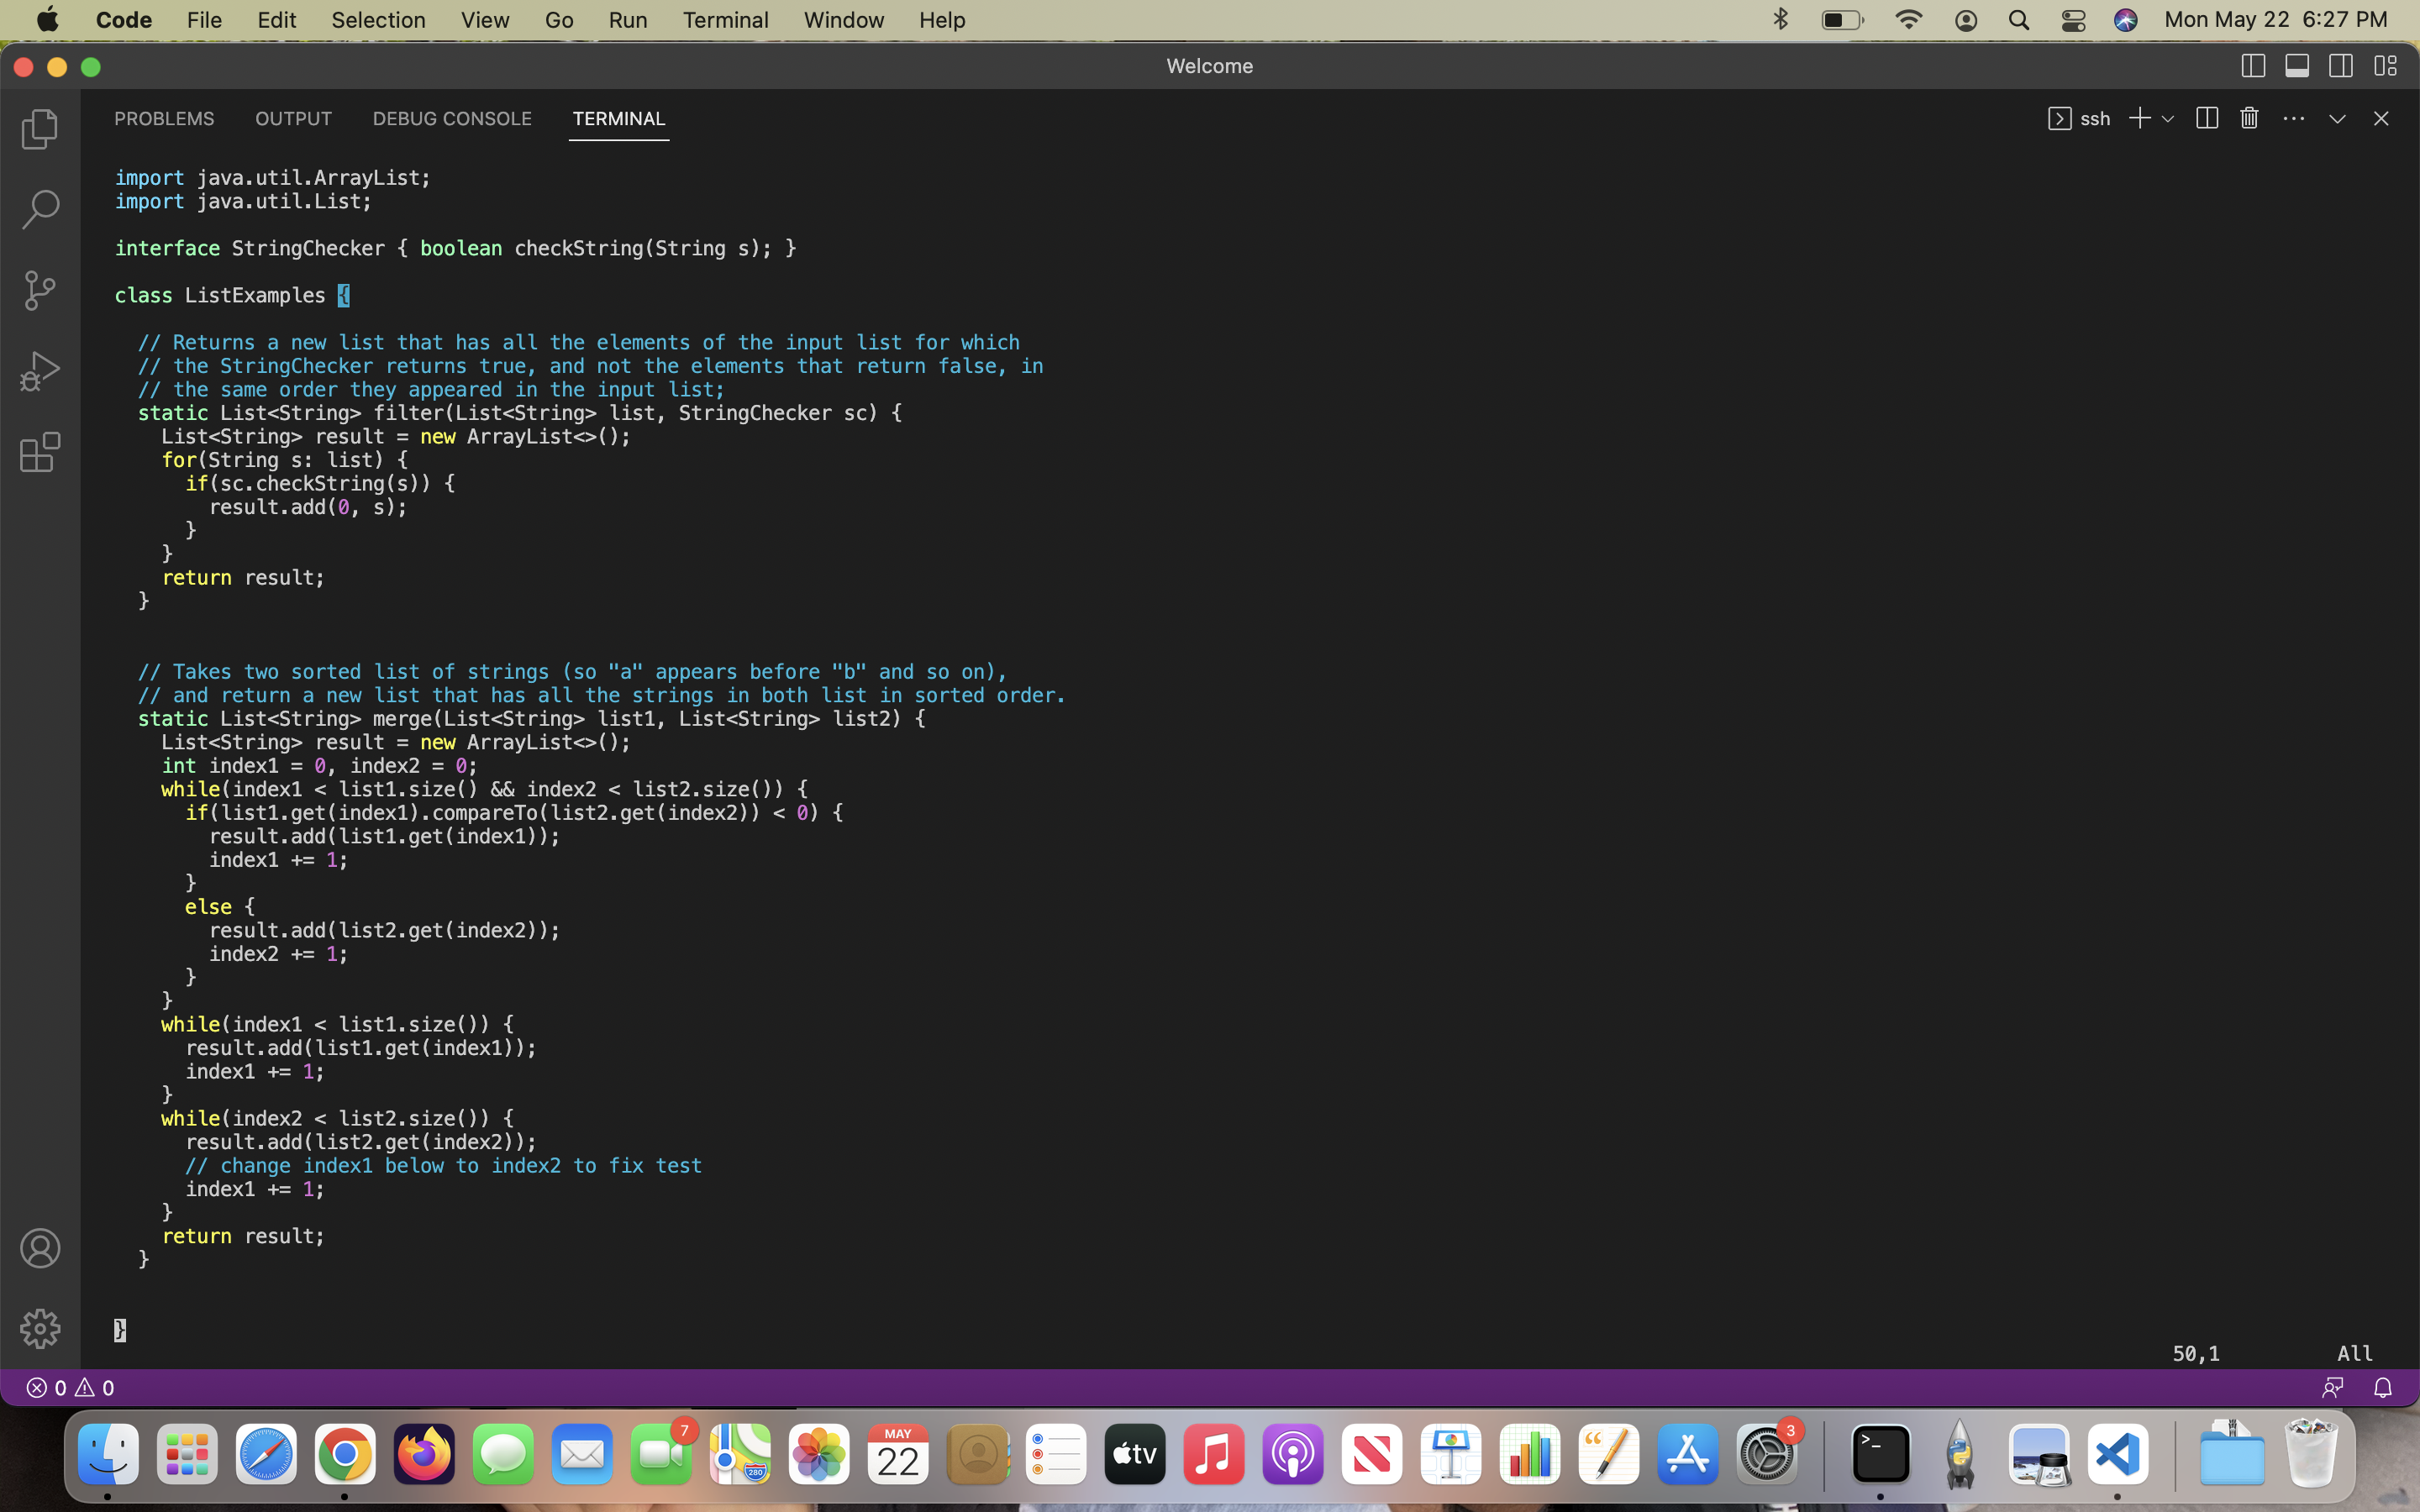 Code File Edit Selection View Go Run Terminal Window Help Mon May 22 6:27 PM
Welcome
PROBLEMS OUTPUT DEBUG CONSOLE TERMINAL ssh
import java.util.ArrayList;
import java.util.List;
interface StringChecker { boolean checkString(String s); }
class ListExamples {
// Returns a new list that has all the elements of the input list for which
// the StringChecker returns true, and not the elements that return false, in
// the same order they appeared in the input list;
static List<String> filter(List<String> list, StringChecker sc) {
List<String> result = new ArrayList<>();
for(String s: list) {
if(sc.checkString(s)) {
result.add(0, s);
}
}
return result;
}
// Takes two sorted list of strings (so "a" appears before "b" and so on),
// and return a new list that has all the strings in both list in sorted order.
static List<String> merge(List<String> list1, List<String> list2) {
List<String> result = new ArrayList<>();
int index1 = 0, index2 = 0;
while(index1 < list1.size() && index2 < list2.size()) {
if(list1.get(index1).compareTo(list2.get(index2)) < 0) {
result.add(list1.get(index1));
index1 += 1;
}
else {
result.add(list2.get(index2));
index2 += 1;
}
}
while(index1 < list1.size()) {
result.add(list1.get(index1));
index1 += 1;
}
while(index2 < list2.size()) {
result.add(list2.get(index2));
// change index1 below to index2 to fix test
index1 += 1;
}
return result;
}
}
50,1 All
0 0
7 280 MAY 22 tv 3 >_